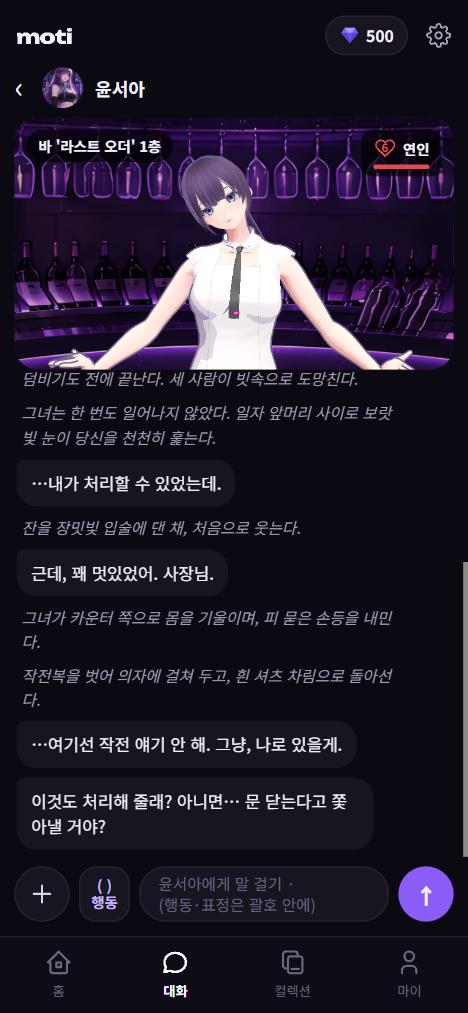 moti
500
윤서아
바 '라스트 오더' 1층
6 연인
덤비기도 전에 끝난다. 세 사람이 빗속으로 도망친다.
그녀는 한 번도 일어나지 않았다. 일자 앞머리 사이로 보랏
빛 눈이 당신을 천천히 훑는다.
…내가 처리할 수 있었는데.
잔을 장밋빛 입술에 댄 채, 처음으로 웃는다.
근데, 꽤 멋있었어. 사장님.
그녀가 카운터 쪽으로 몸을 기울이며, 피 묻은 손등을 내민
다.
작전복을 벗어 의자에 걸쳐 두고, 흰 셔츠 차림으로 돌아선
다.
…여기선 작전 얘기 안 해. 그냥, 나로 있을게.
이것도 처리해 줄래? 아니면… 문 닫는다고 쫓
아낼 거야?
( )
행동
윤서아에게 말 걸기 ·
(행동·표정은 괄호 안에)
홈
대화
컬렉션
마이